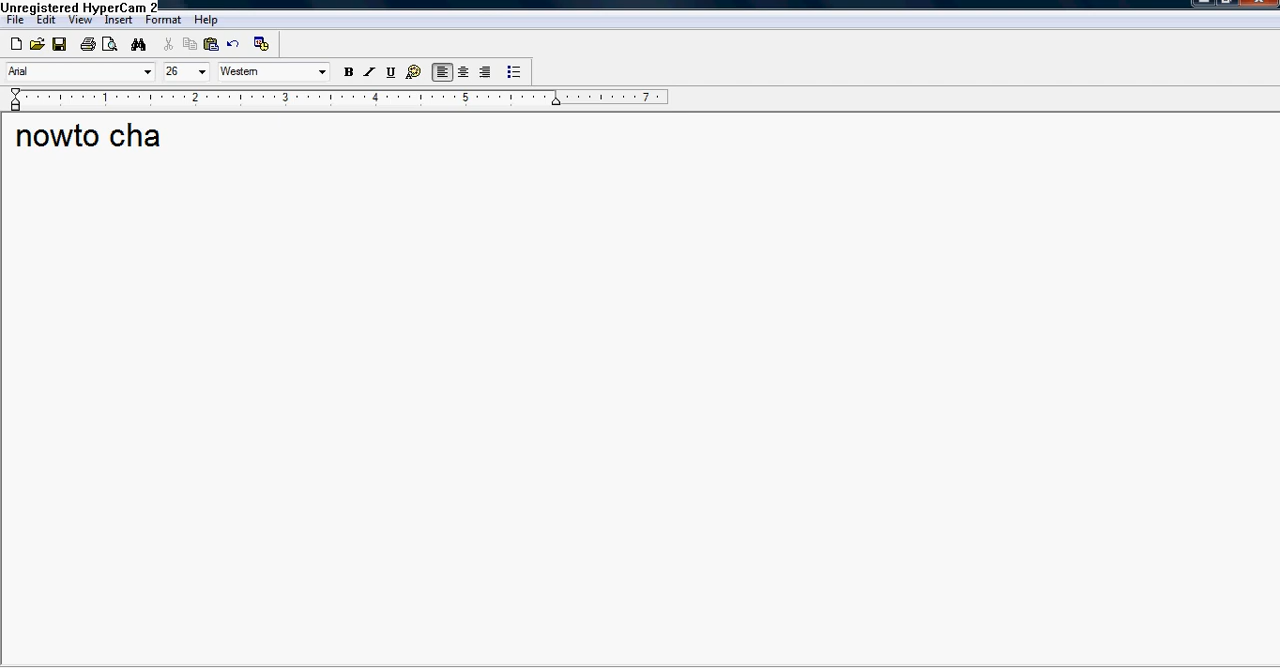 Unregistered HyperCam 2
File Edit View Insert Format Help
Arial 26 Western B I U
1 2 3 4 5 7
nowto cha